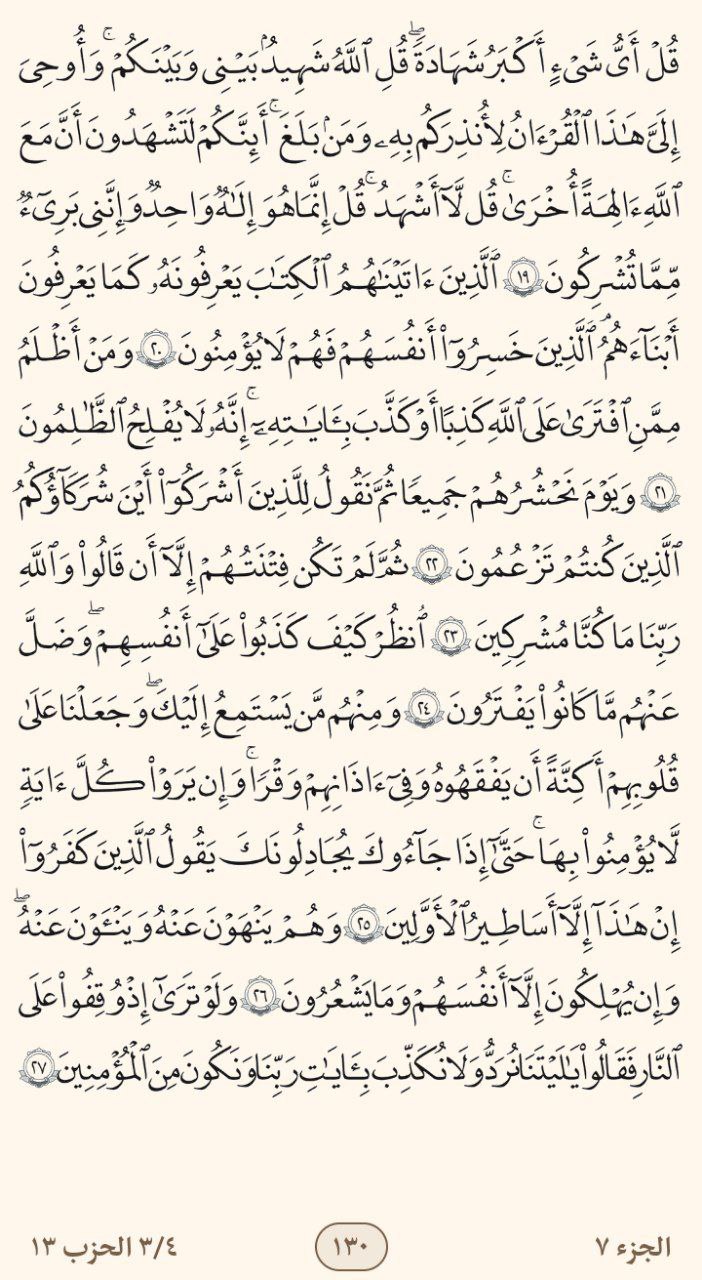 قُلْ أَىُّ شَىْءٍ أَكْبَرُ شَهَٰدَةًۖ قُلِ ٱللَّهُ شَهِيدُۢ بَيْنِى وَبَيْنَكُمْۚ وَأُوحِىَ
إِلَىَّ هَٰذَا ٱلْقُرْءَانُ لِأُنذِرَكُم بِهِۦ وَمَنۢ بَلَغَۚ أَئِنَّكُمْ لَتَشْهَدُونَ أَنَّ مَعَ
ٱللَّهِ ءَالِهَةً أُخْرَىٰۚ قُل لَّآ أَشْهَدُۚ قُلْ إِنَّمَا هُوَ إِلَٰهٌ وَٰحِدٌ وَإِنَّنِى بَرِىٓءٌ
مِّمَّا تُشْرِكُونَ ١٩ ٱلَّذِينَ ءَاتَيْنَٰهُمُ ٱلْكِتَٰبَ يَعْرِفُونَهُۥ كَمَا يَعْرِفُونَ
أَبْنَآءَهُمُۘ ٱلَّذِينَ خَسِرُوٓا۟ أَنفُسَهُمْ فَهُمْ لَا يُؤْمِنُونَ ٢٠ وَمَنْ أَظْلَمُ
مِمَّنِ ٱفْتَرَىٰ عَلَى ٱللَّهِ كَذِبًا أَوْ كَذَّبَ بِـَٔايَٰتِهِۦٓۚ إِنَّهُۥ لَا يُفْلِحُ ٱلظَّٰلِمُونَ
٢١ وَيَوْمَ نَحْشُرُهُمْ جَمِيعًا ثُمَّ نَقُولُ لِلَّذِينَ أَشْرَكُوٓا۟ أَيْنَ شُرَكَآؤُكُمُ
ٱلَّذِينَ كُنتُمْ تَزْعُمُونَ ٢٢ ثُمَّ لَمْ تَكُن فِتْنَتُهُمْ إِلَّآ أَن قَالُوا۟ وَٱللَّهِ
رَبِّنَا مَا كُنَّا مُشْرِكِينَ ٢٣ ٱنظُرْ كَيْفَ كَذَبُوا۟ عَلَىٰٓ أَنفُسِهِمْۖ وَضَلَّ
عَنْهُم مَّا كَانُوا۟ يَفْتَرُونَ ٢٤ وَمِنْهُم مَّن يَسْتَمِعُ إِلَيْكَۖ وَجَعَلْنَا عَلَىٰ
قُلُوبِهِمْ أَكِنَّةً أَن يَفْقَهُوهُ وَفِىٓ ءَاذَانِهِمْ وَقْرًاۚ وَإِن يَرَوْا۟ كُلَّ ءَايَةٍ
لَّا يُؤْمِنُوا۟ بِهَاۚ حَتَّىٰٓ إِذَا جَآءُوكَ يُجَٰدِلُونَكَ يَقُولُ ٱلَّذِينَ كَفَرُوٓا۟
إِنْ هَٰذَآ إِلَّآ أَسَٰطِيرُ ٱلْأَوَّلِينَ ٢٥ وَهُمْ يَنْهَوْنَ عَنْهُ وَيَنْـَٔوْنَ عَنْهُۖ
وَإِن يُهْلِكُونَ إِلَّآ أَنفُسَهُمْ وَمَا يَشْعُرُونَ ٢٦ وَلَوْ تَرَىٰٓ إِذْ وُقِفُوا۟ عَلَى
ٱلنَّارِ فَقَالُوا۟ يَٰلَيْتَنَا نُرَدُّ وَلَا نُكَذِّبَ بِـَٔايَٰتِ رَبِّنَا وَنَكُونَ مِنَ ٱلْمُؤْمِنِينَ ٢٧
الجزء ٧ ١٣٠ ٣/٤ الحزب ١٣